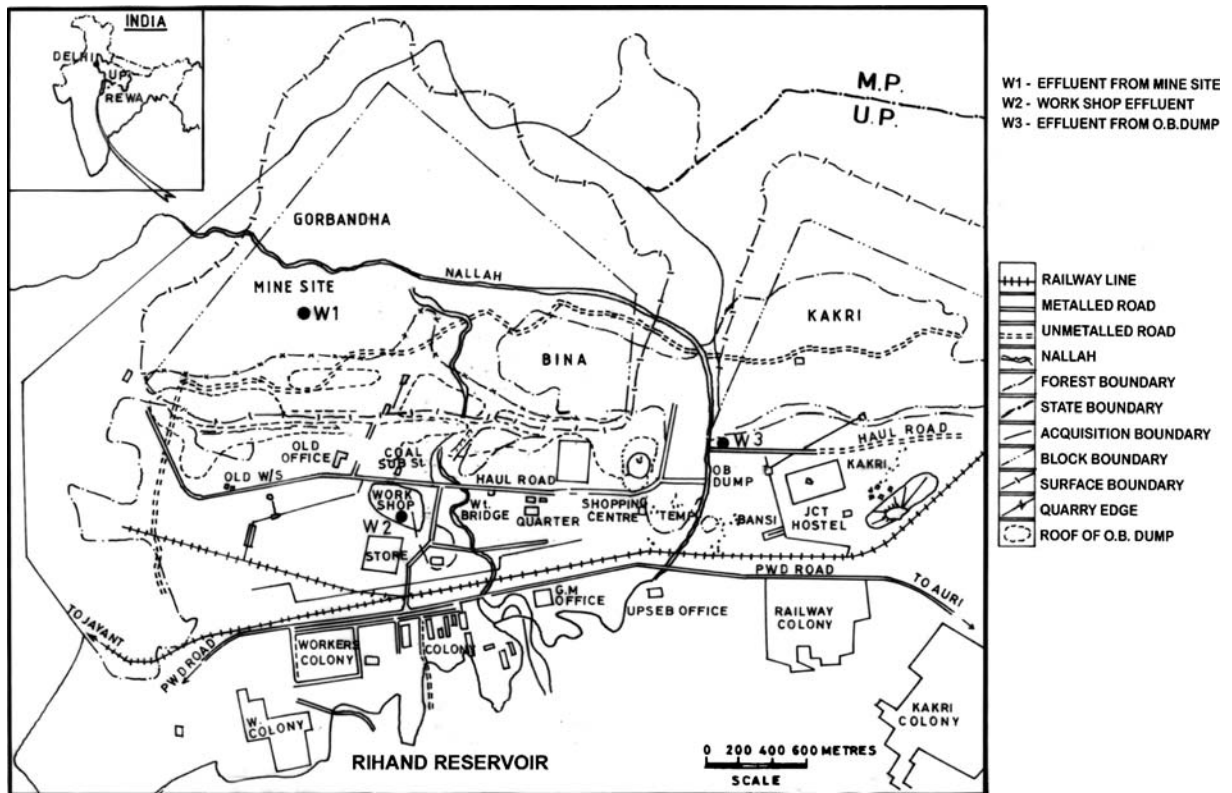 INDIA
DELHI
U.P.
REWA
M.P.
U.P.
W1 - EFFLUENT FROM MINE SITE
W2 - WORK SHOP EFFLUENT
W3 - EFFLUENT FROM O.B.DUMP
GORBANDHA
NALLAH
MINE SITE
W1
BINA
KAKRI
RAILWAY LINE
METALLED ROAD
UNMETALLED ROAD
NALLAH
FOREST BOUNDARY
STATE BOUNDARY
ACQUISITION BOUNDARY
BLOCK BOUNDARY
SURFACE BOUNDARY
QUARRY EDGE
ROOF OF O.B. DUMP
W3
HAUL ROAD
OLD
OFFICE
COAL
SUB St.
OLD W/S
HAUL ROAD
OB
DUMP
KAKRI
WORK
SHOP
W2
Wt.
BRIDGE
QUARTER
SHOPPING
CENTRE
TEMP.
BANSI
JCT
HOSTEL
STORE
PWD ROAD
TO AURI
G.M
OFFICE
UPSEB OFFICE
RAILWAY
COLONY
TO JAYANT
PWD ROAD
WORKERS
COLONY
COLONY
W.
COLONY
KAKRI
COLONY
RIHAND RESERVOIR
0 200 400 600 METRES
SCALE